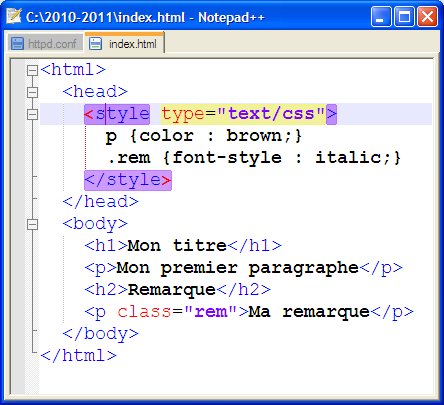 C:\2010-2011\index.html - Notepad++
httpd.conf index.html
<html>
<head>
<style type="text/css">
p {color : brown;}
.rem {font-style : italic;}
</style>
</head>
<body>
<h1>Mon titre</h1>
<p>Mon premier paragraphe</p>
<h2>Remarque</h2>
<p class="rem">Ma remarque</p>
</body>
</html>